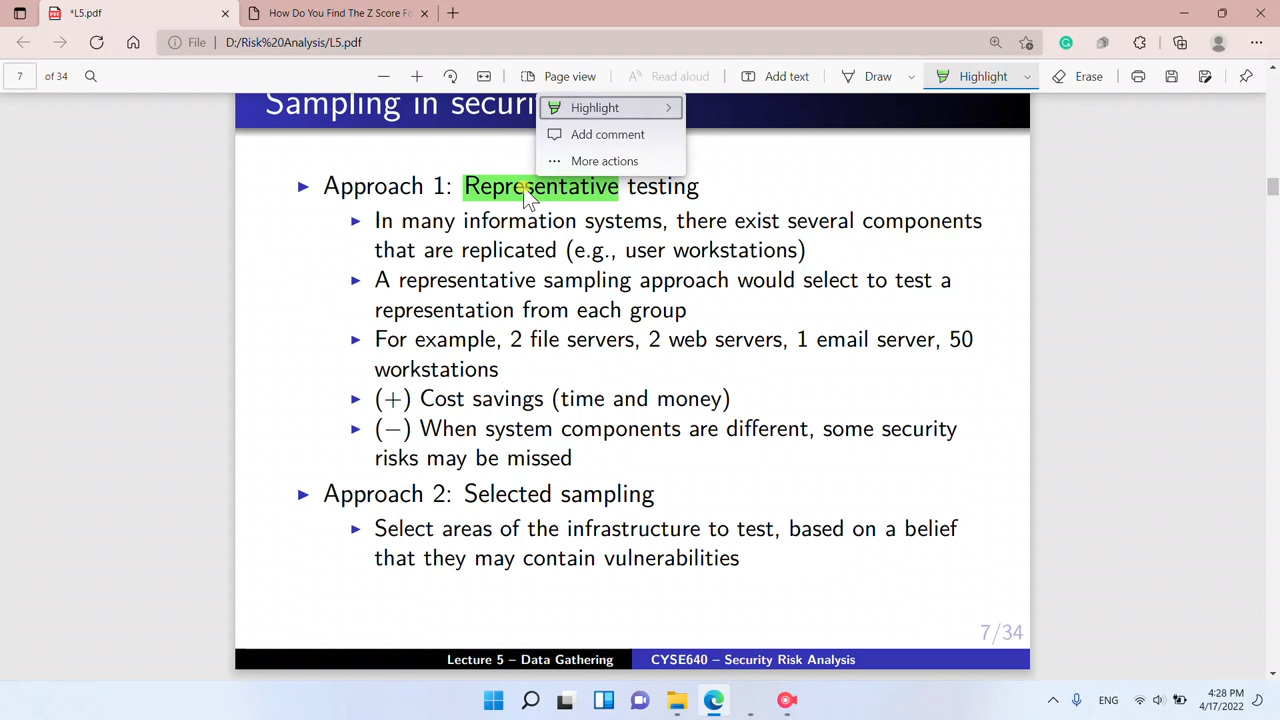 *L5.pdf
How Do You Find The Z Score Fo
File
D:/Risk%20Analysis/L5.pdf
7
of 34
Page view
Read aloud
Add text
Draw
Highlight
Erase
Sampling in securi
Highlight
Add comment
More actions
Approach 1: Representative testing
In many information systems, there exist several components
that are replicated (e.g., user workstations)
A representative sampling approach would select to test a
representation from each group
For example, 2 file servers, 2 web servers, 1 email server, 50
workstations
(+) Cost savings (time and money)
(−) When system components are different, some security
risks may be missed
Approach 2: Selected sampling
Select areas of the infrastructure to test, based on a belief
that they may contain vulnerabilities
7/34
Lecture 5 – Data Gathering
CYSE640 – Security Risk Analysis
ENG
4:28 PM
4/17/2022